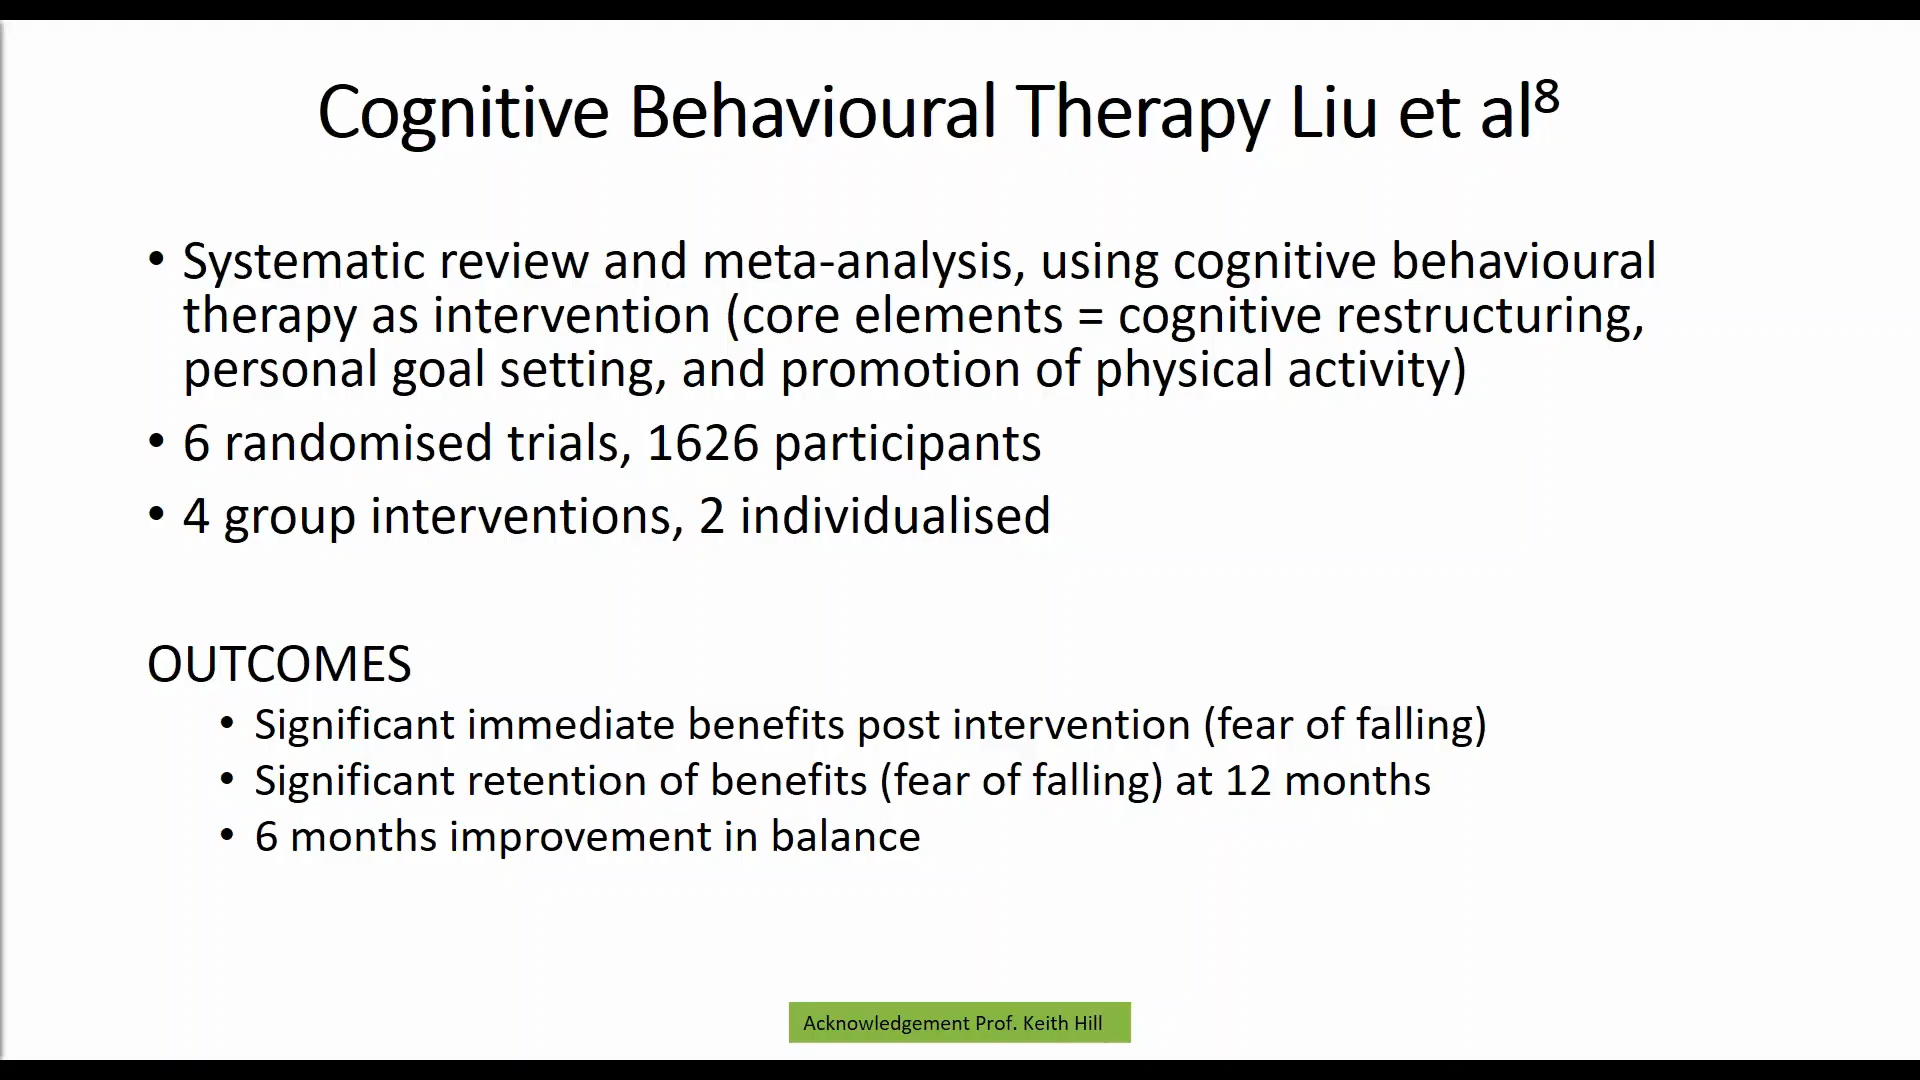 Cognitive Behavioural Therapy Liu et al⁸
• Systematic review and meta-analysis, using cognitive behavioural
therapy as intervention (core elements = cognitive restructuring,
personal goal setting, and promotion of physical activity)
• 6 randomised trials, 1626 participants
• 4 group interventions, 2 individualised
OUTCOMES
• Significant immediate benefits post intervention (fear of falling)
• Significant retention of benefits (fear of falling) at 12 months
• 6 months improvement in balance
Acknowledgement Prof. Keith Hill